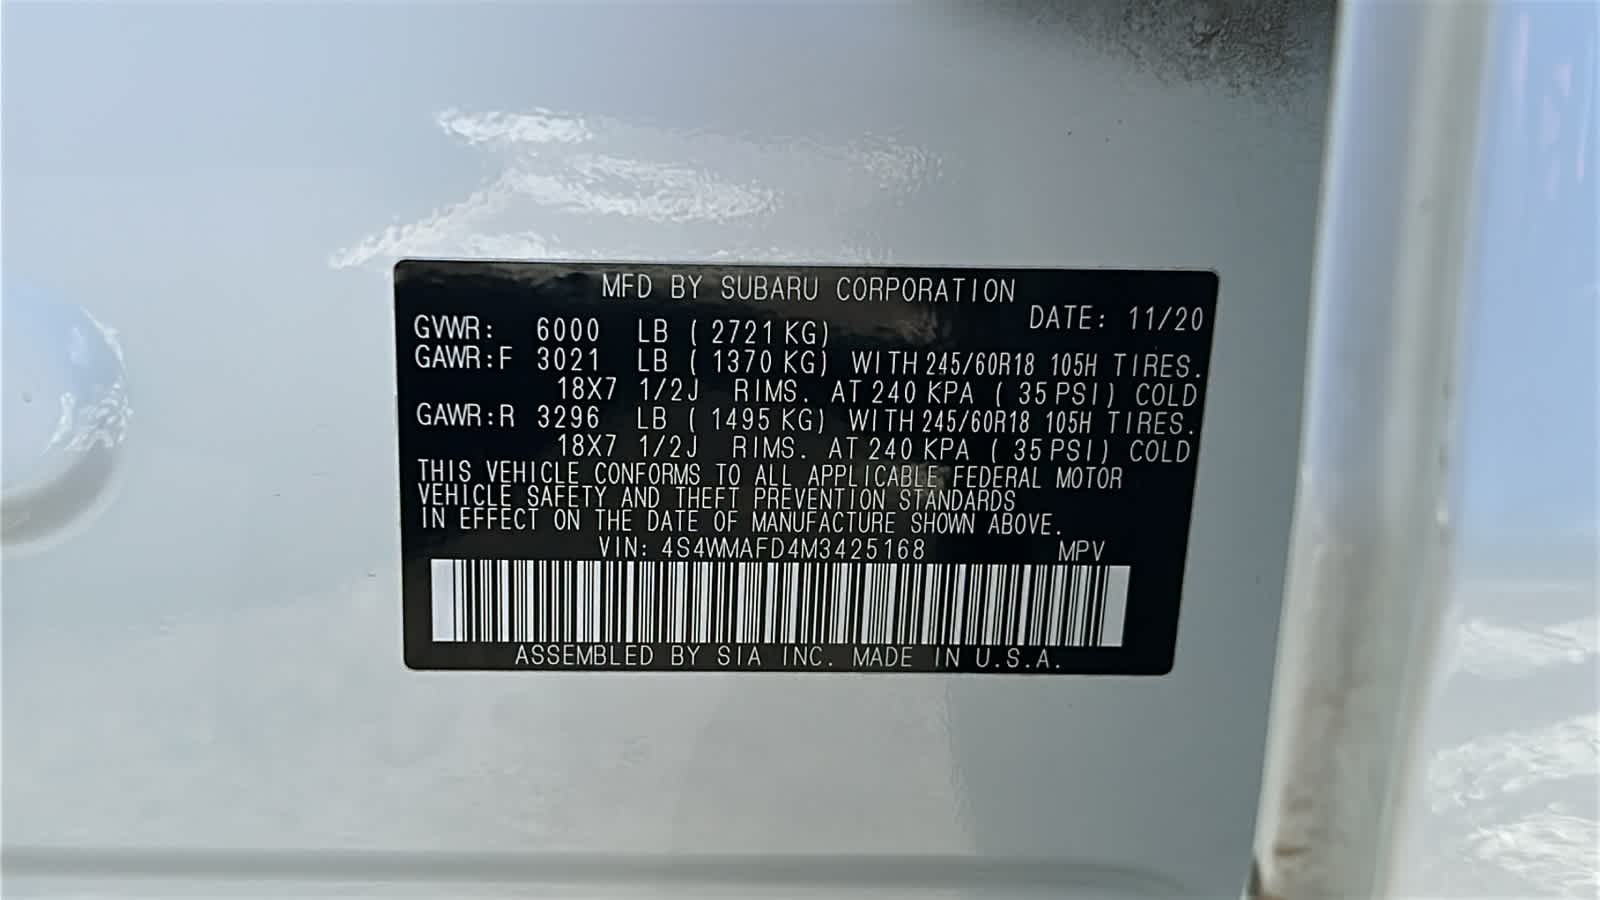 MFD BY SUBARU CORPORATION
DATE: 11/20
GVWR: 6000 LB ( 2721 KG)
GAWR:F 3021 LB ( 1370 KG) WITH 245/60R18 105H TIRES.
18X7 1/2J RIMS. AT 240 KPA ( 35 PSI) COLD
GAWR:R 3296 LB ( 1495 KG) WITH 245/60R18 105H TIRES.
18X7 1/2J RIMS. AT 240 KPA ( 35 PSI) COLD
THIS VEHICLE CONFORMS TO ALL APPLICABLE FEDERAL MOTOR
VEHICLE SAFETY AND THEFT PREVENTION STANDARDS
IN EFFECT ON THE DATE OF MANUFACTURE SHOWN ABOVE.
VIN: 4S4WMAFD4M3425168 MPV
ASSEMBLED BY SIA INC. MADE IN U.S.A.